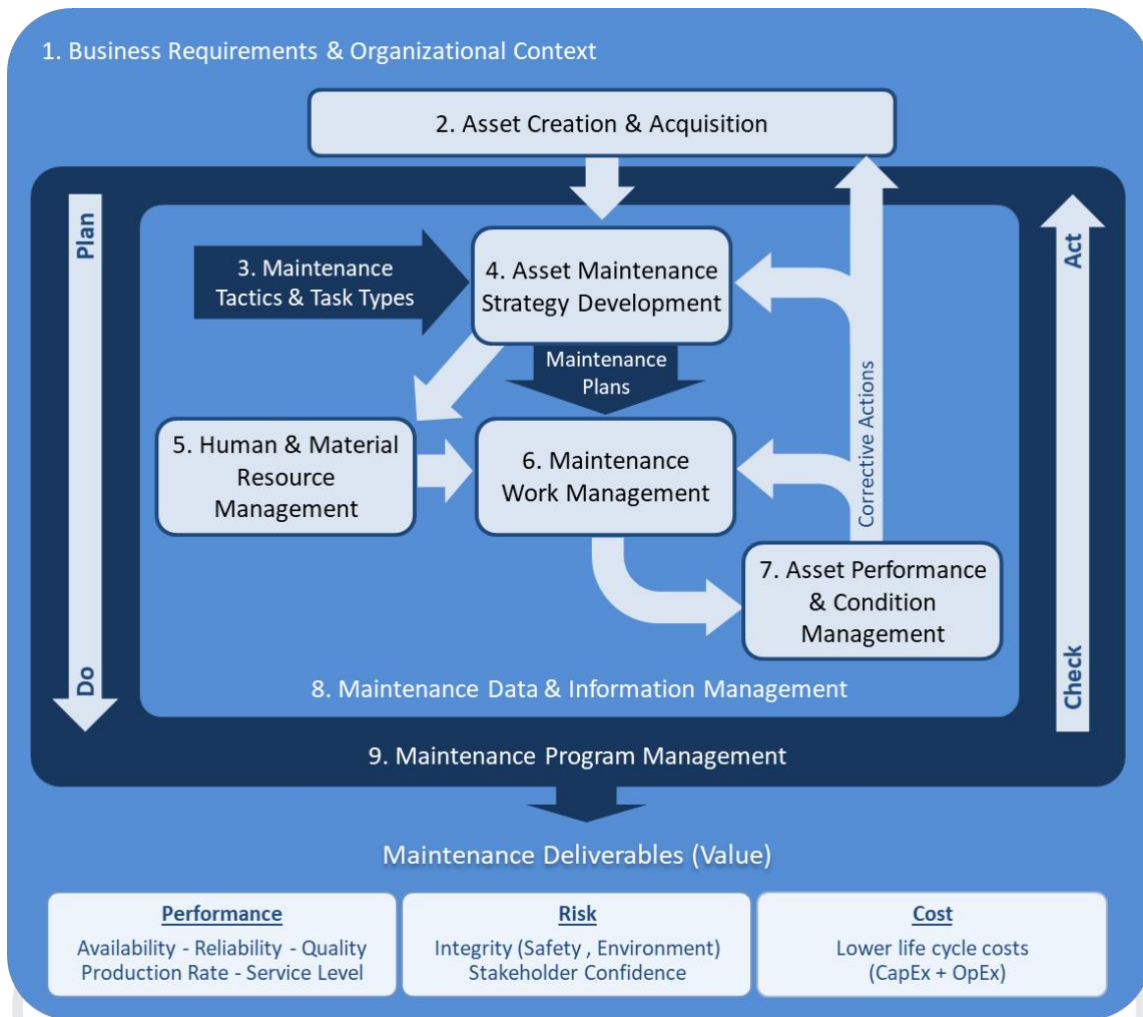 1. Business Requirements & Organizational Context
2. Asset Creation & Acquisition
Plan
Act
3. Maintenance
Tactics & Task Types
4. Asset Maintenance
Strategy Development
Maintenance
Plans
Corrective Actions
5. Human & Material
Resource
Management
6. Maintenance
Work Management
7. Asset Performance
& Condition
Management
Do
Check
8. Maintenance Data & Information Management
9. Maintenance Program Management
Maintenance Deliverables (Value)
Performance
Availability - Reliability - Quality
Production Rate - Service Level
Risk
Integrity (Safety , Environment)
Stakeholder Confidence
Cost
Lower life cycle costs
(CapEx + OpEx)